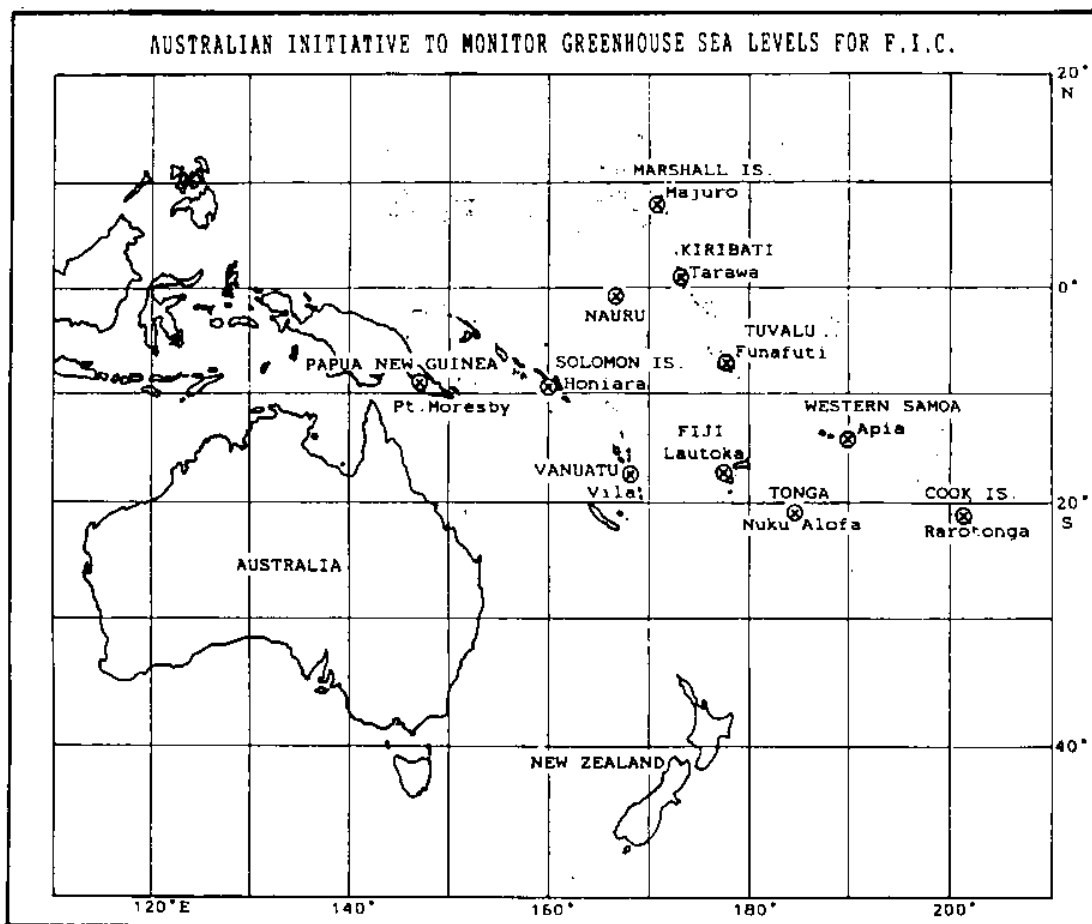 AUSTRALIAN INITIATIVE TO MONITOR GREENHOUSE SEA LEVELS FOR F.I.C.
20°
N
MARSHALL IS.
Majuro
KIRIBATI
Tarawa
0°
NAURU
TUVALU
Funafuti
PAPUA NEW GUINEA
SOLOMON IS.
Honiara
Pt.Moresby
WESTERN SAMOA
Apia
FIJI
Lautoka
VANUATU
Vila
TONGA
COOK IS.
20°
S
Nuku Alofa
Rarotonga
AUSTRALIA
40°
NEW ZEALAND
120°E
140°
160°
180°
200°